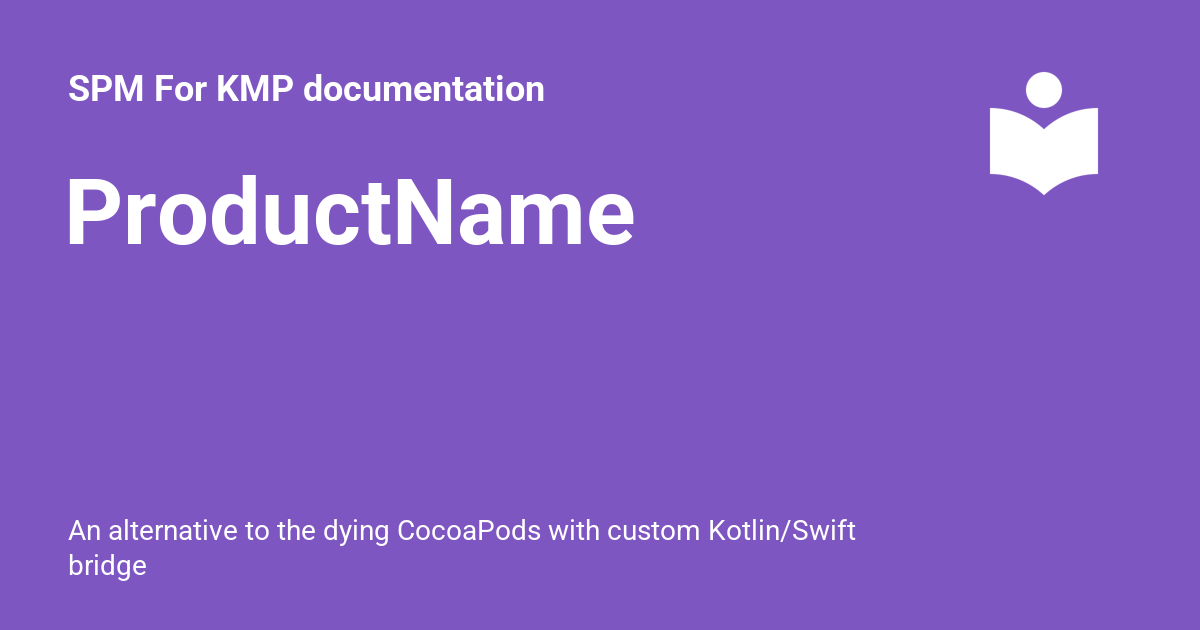 SPM For KMP documentation
ProductName
An alternative to the dying CocoaPods with custom Kotlin/Swift
bridge